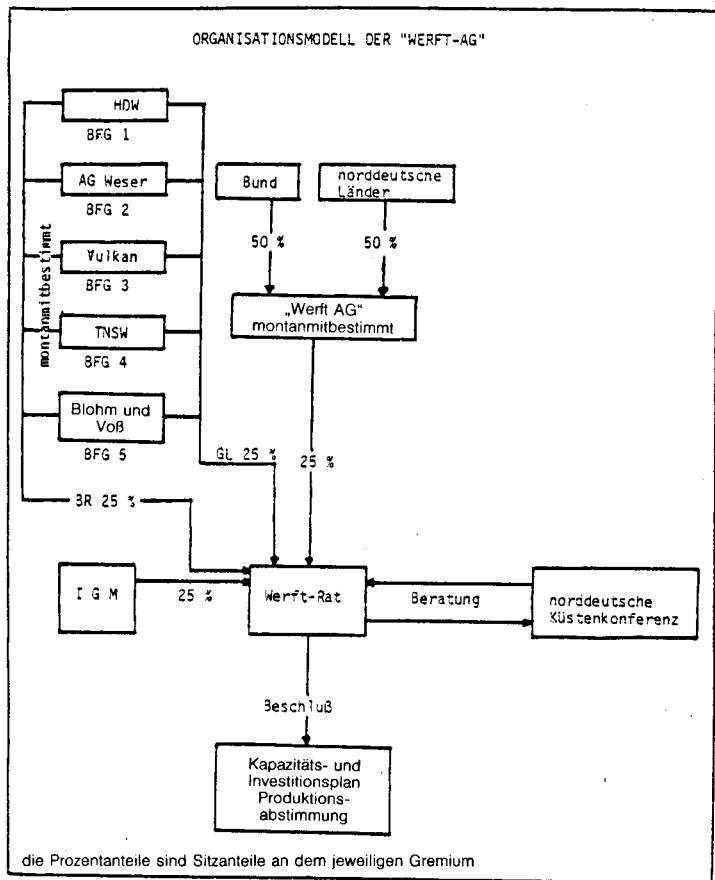 ORGANISATIONSMODELL DER "WERFT-AG"
HDW
BFG 1
AG Weser
BFG 2
Vulkan
BFG 3
TNSW
BFG 4
Blohm und
Voß
BFG 5
montanmitbestimmt
Bund
norddeutsche
Länder
50 %
50 %
„Werft AG“
montanmitbestimmt
GL 25 %
25 %
BR 25 %
I G M
25 %
Werft-Rat
Beratung
norddeutsche
Küstenkonferenz
Beschluß
Kapazitäts- und
Investitionsplan
Produktions-
abstimmung
die Prozentanteile sind Sitzanteile an dem jeweiligen Gremium